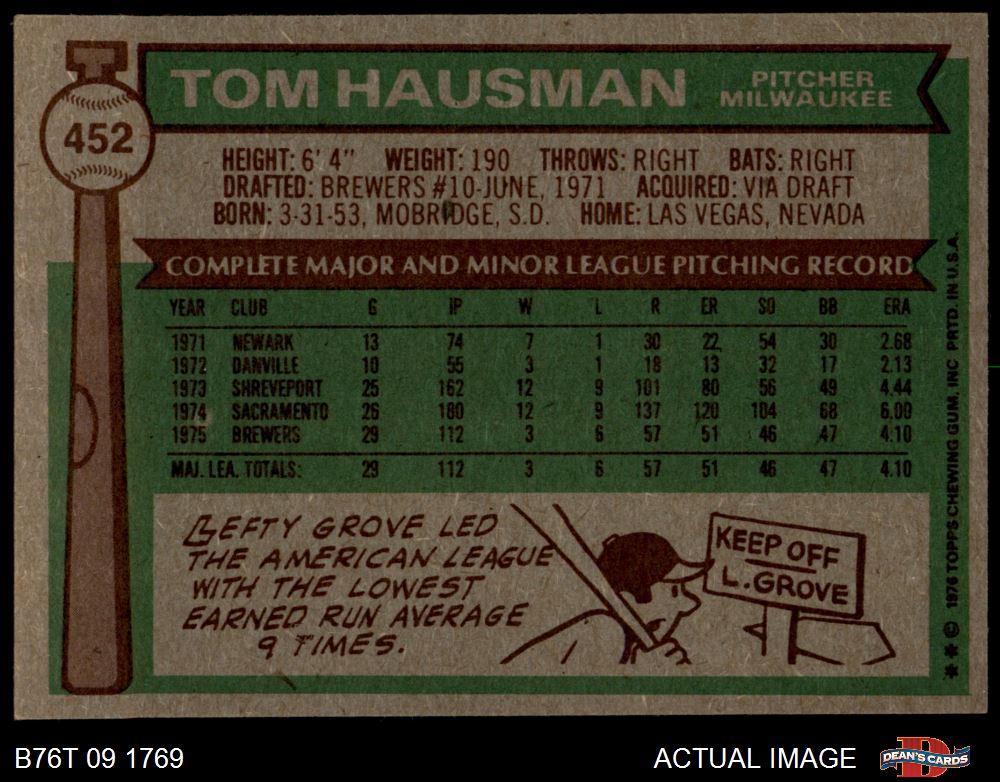 452
TOM HAUSMAN
PITCHER
MILWAUKEE
HEIGHT: 6' 4" WEIGHT: 190 THROWS: RIGHT BATS: RIGHT
DRAFTED: BREWERS #10-JUNE, 1971 ACQUIRED: VIA DRAFT
BORN: 3-31-53, MOBRIDGE, S.D. HOME: LAS VEGAS, NEVADA
COMPLETE MAJOR AND MINOR LEAGUE PITCHING RECORD
YEAR CLUB G IP W L R ER SO BB ERA
1971 NEWARK 13 74 7 1 30 22 54 30 2.68
1972 DANVILLE 10 55 3 1 18 13 32 17 2.13
1973 SHREVEPORT 25 162 12 9 101 80 56 49 4.44
1974 SACRAMENTO 26 180 12 9 137 120 104 68 6.00
1975 BREWERS 29 112 3 6 57 51 46 47 4.10
MAJ. LEA. TOTALS: 29 112 3 6 57 51 46 47 4.10
LEFTY GROVE LED
THE AMERICAN LEAGUE
WITH THE LOWEST
EARNED RUN AVERAGE
9 TIMES.
KEEP OFF
L. GROVE
* * © 1976 TOPPS CHEWING GUM, INC PRTD. IN U.S.A.
B76T 09 1769
ACTUAL IMAGE
DEAN'S CARDS